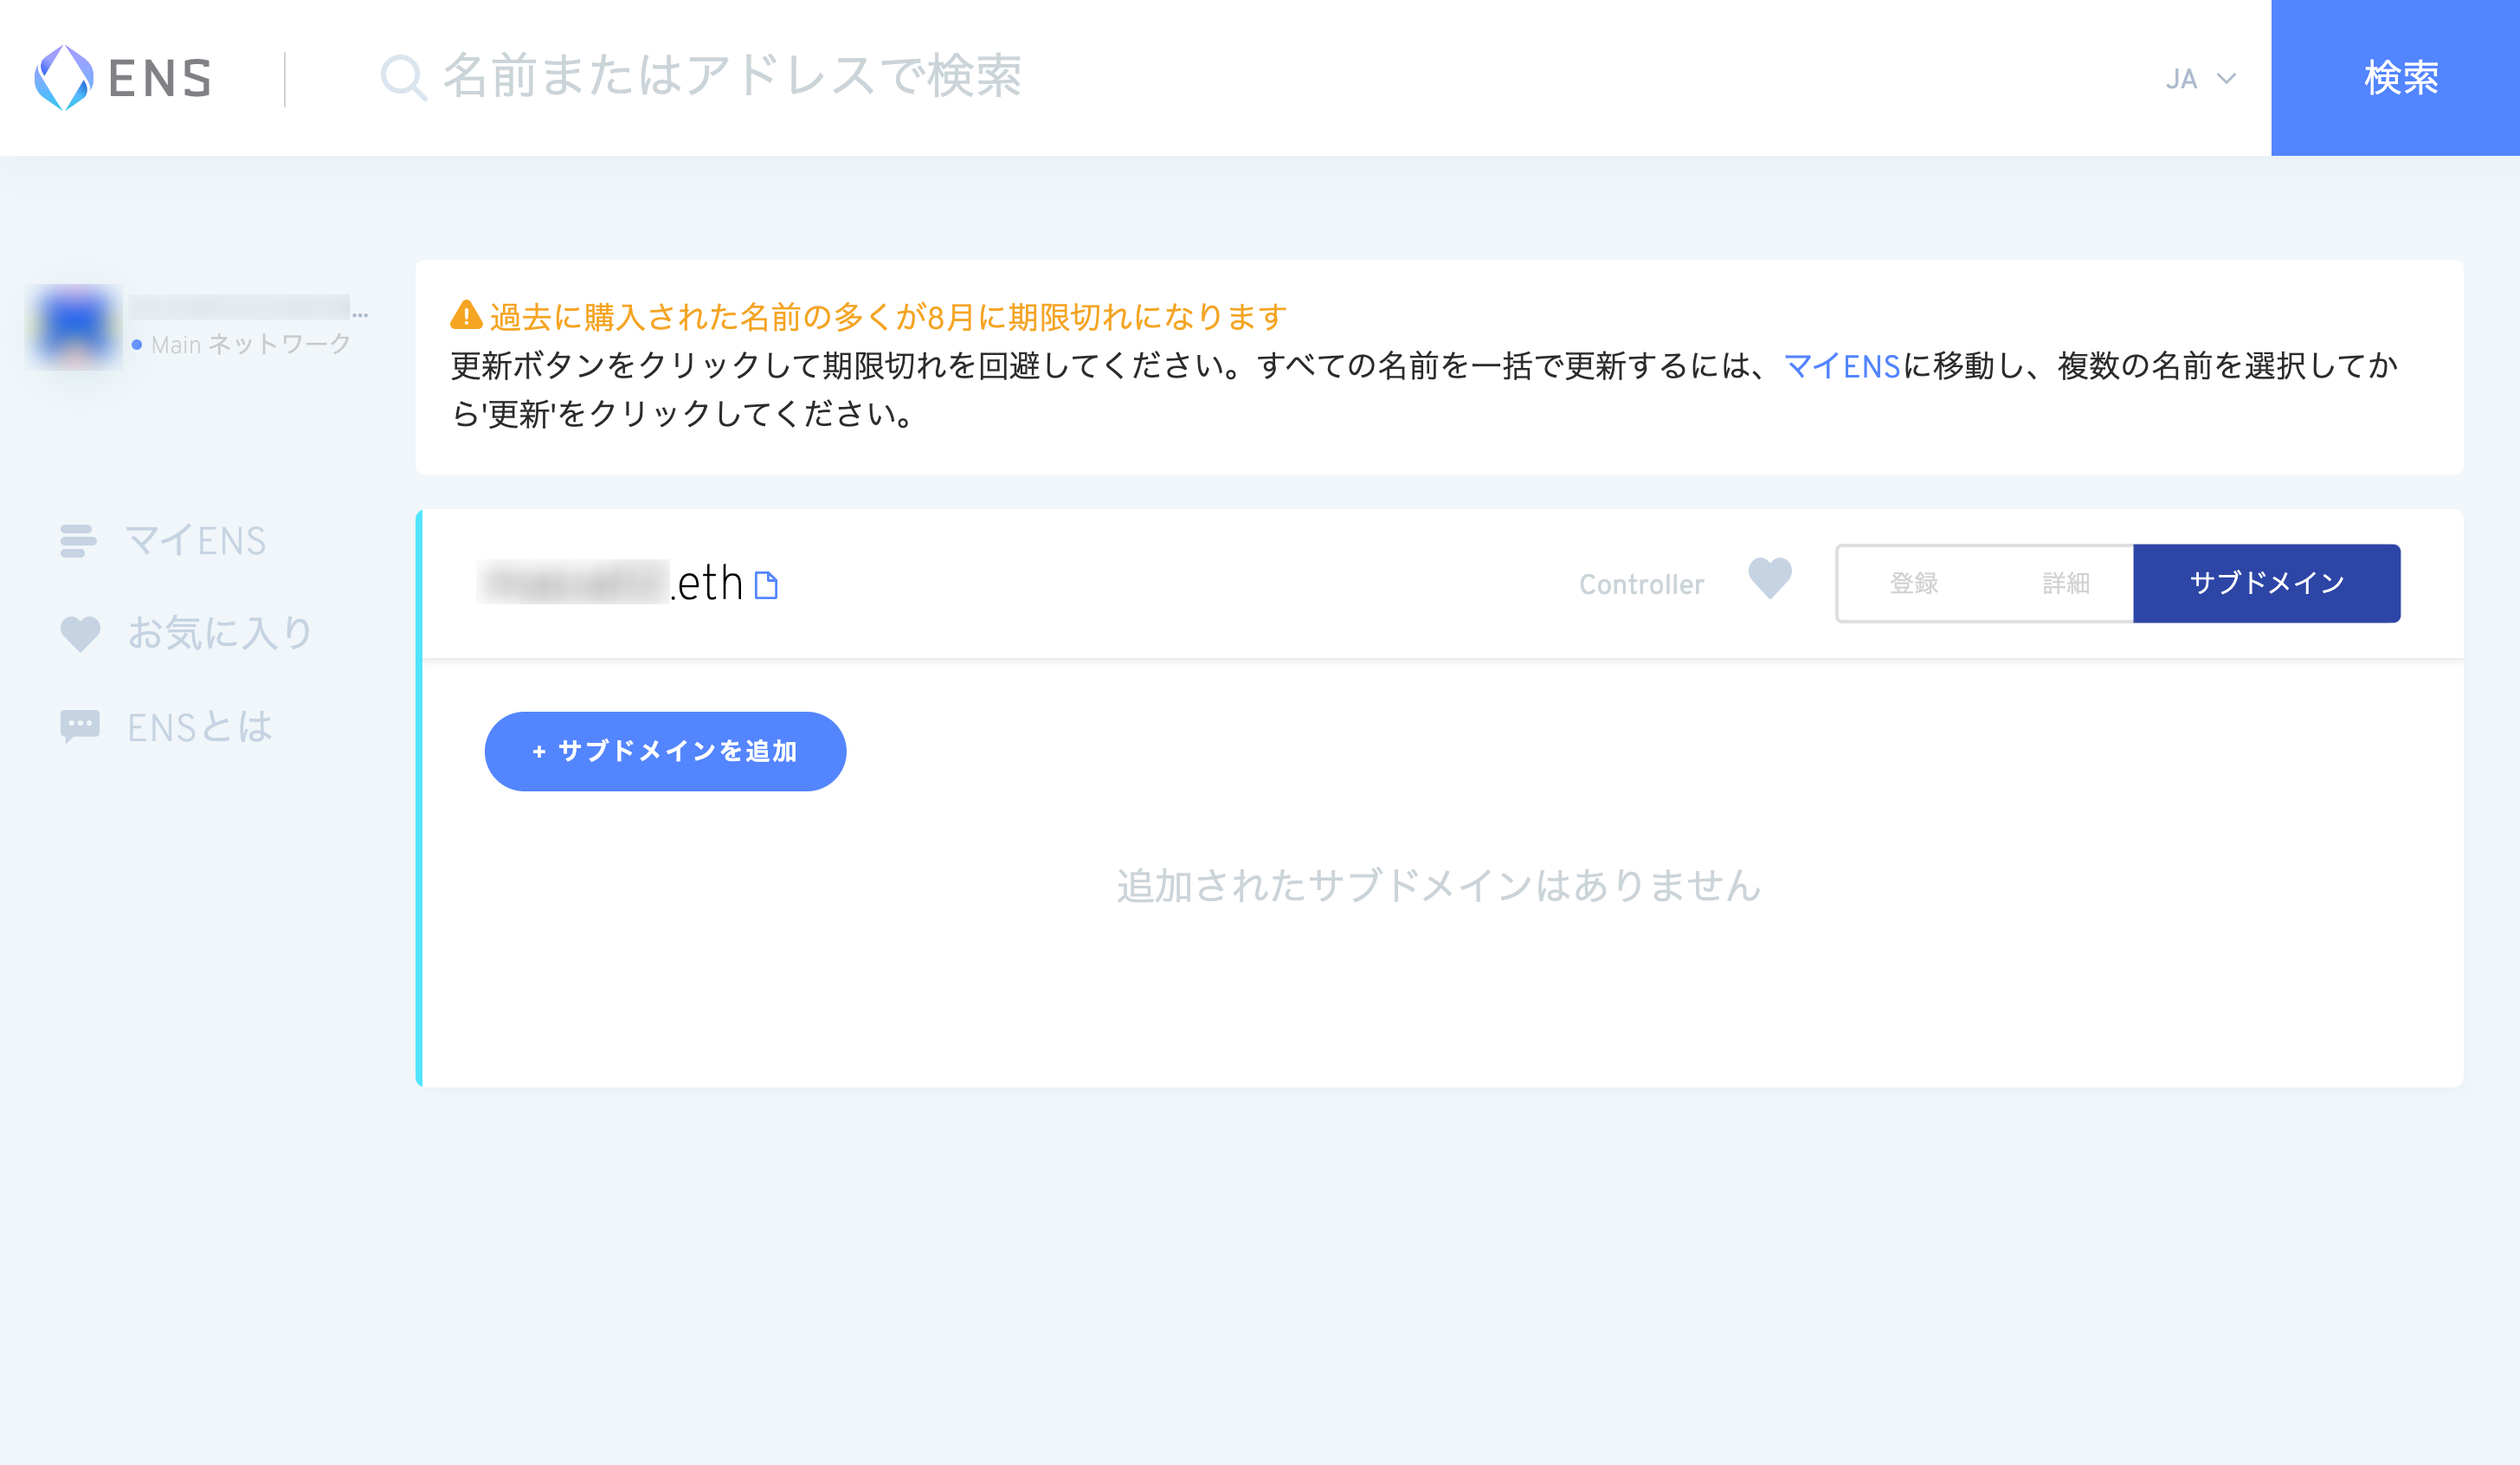 ENS
名前またはアドレスで検索
JA
検索
...
Main ネットワーク
マイENS
お気に入り
ENSとは
過去に購入された名前の多くが8月に期限切れになります
更新ボタンをクリックして期限切れを回避してください。すべての名前を一括で更新するには、マイENSに移動し、複数の名前を選択してか
ら'更新'をクリックしてください。
.eth
Controller
登録
詳細
サブドメイン
+ サブドメインを追加
追加されたサブドメインはありません